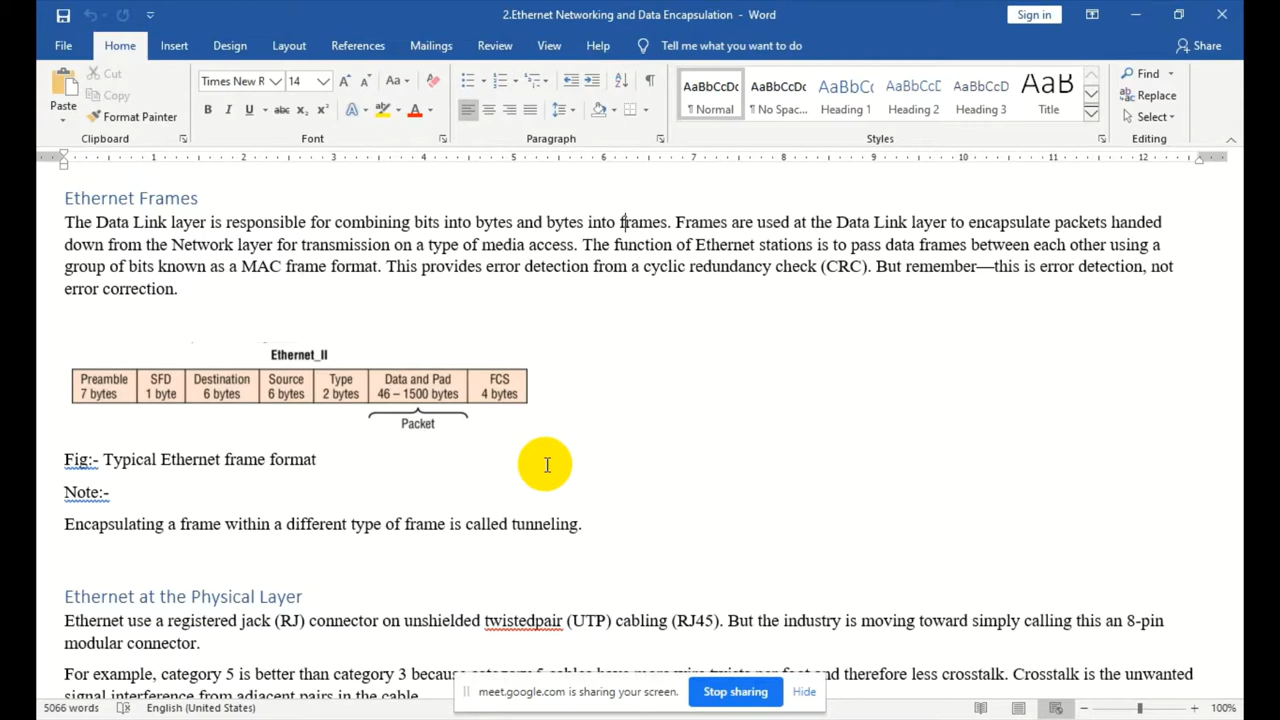 2.Ethernet Networking and Data Encapsulation - Word
Sign in
File Home Insert Design Layout References Mailings Review View Help Tell me what you want to do Share
Paste
Cut
Copy
Format Painter
Clipboard
Times New R 14
Font
Paragraph
AaBbCcDc AaBbCcDc AaBbC AaBbCcC AaBbCcD AaB
¶ Normal ¶ No Spac... Heading 1 Heading 2 Heading 3 Title
Styles
Find
Replace
Select
Editing
1 2 3 4 5 6 7 8 9 10 11 12
Ethernet Frames
The Data Link layer is responsible for combining bits into bytes and bytes into frames. Frames are used at the Data Link layer to encapsulate packets handed
down from the Network layer for transmission on a type of media access. The function of Ethernet stations is to pass data frames between each other using a
group of bits known as a MAC frame format. This provides error detection from a cyclic redundancy check (CRC). But remember—this is error detection, not
error correction.
Ethernet_II
Preamble SFD Destination Source Type Data and Pad FCS
7 bytes 1 byte 6 bytes 6 bytes 2 bytes 46 – 1500 bytes 4 bytes
Packet
Fig:- Typical Ethernet frame format
Note:-
Encapsulating a frame within a different type of frame is called tunneling.
Ethernet at the Physical Layer
Ethernet use a registered jack (RJ) connector on unshielded twistedpair (UTP) cabling (RJ45). But the industry is moving toward simply calling this an 8-pin
modular connector.
For example, category 5 is better than category 3 because category 5 cables have more wire twists per foot and therefore less crosstalk. Crosstalk is the unwanted
signal interference from adjacent pairs in the cable.
meet.google.com is sharing your screen. Stop sharing Hide
5066 words English (United States) 100%